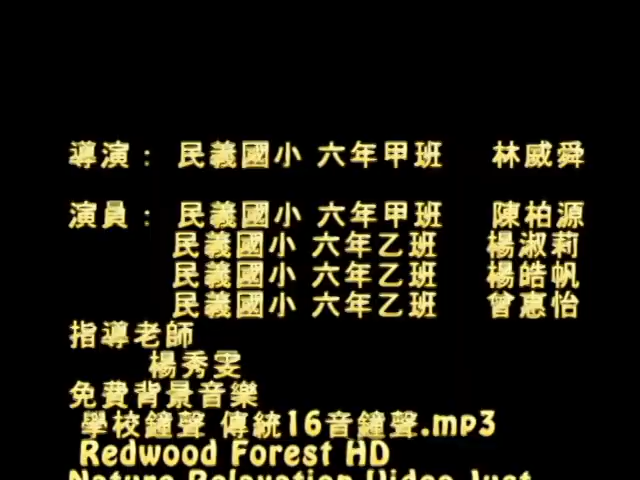 導演： 民義國小 六年甲班 林威舜
演員： 民義國小 六年甲班 陳柏源
民義國小 六年乙班 楊淑莉
民義國小 六年乙班 楊皓帆
民義國小 六年乙班 曾惠怡
指導老師
楊秀雯
免費背景音樂
學校鐘聲 傳統16音鐘聲.mp3
Redwood Forest HD
Nature Relaxation Video Just